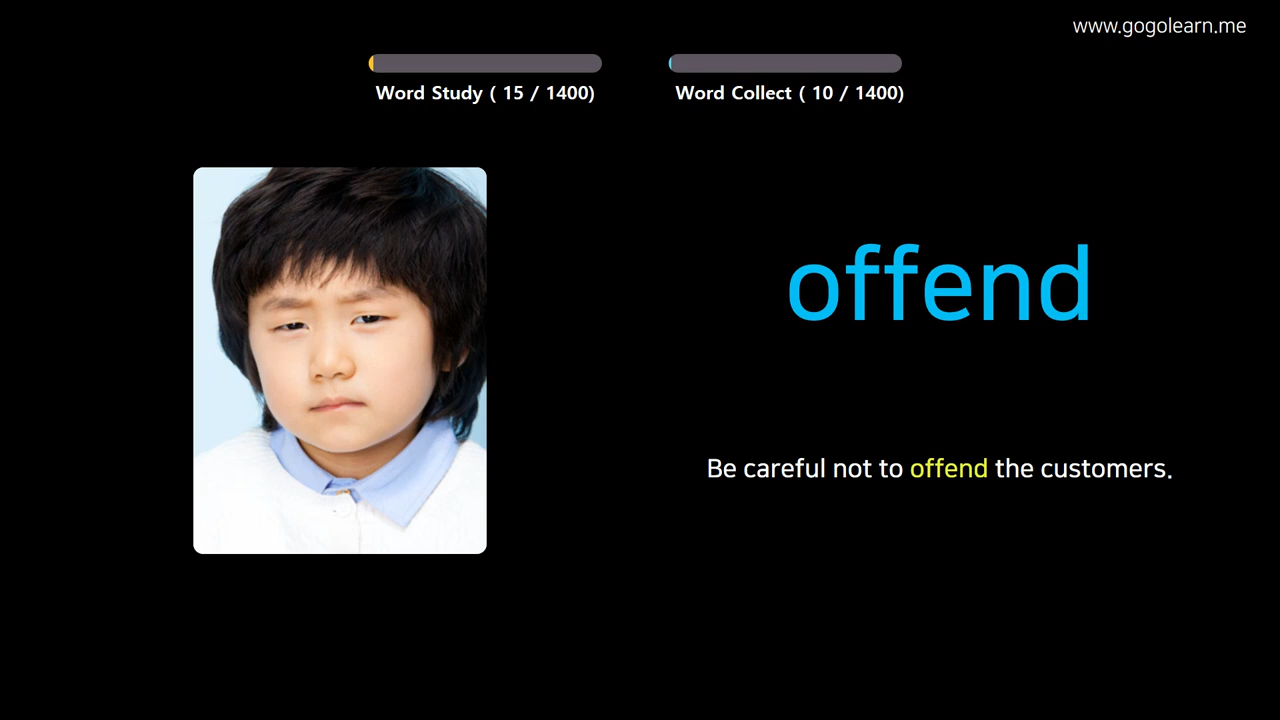 www.gogolearn.me
Word Study ( 15 / 1400)
Word Collect ( 10 / 1400)
offend
Be careful not to offend the customers.